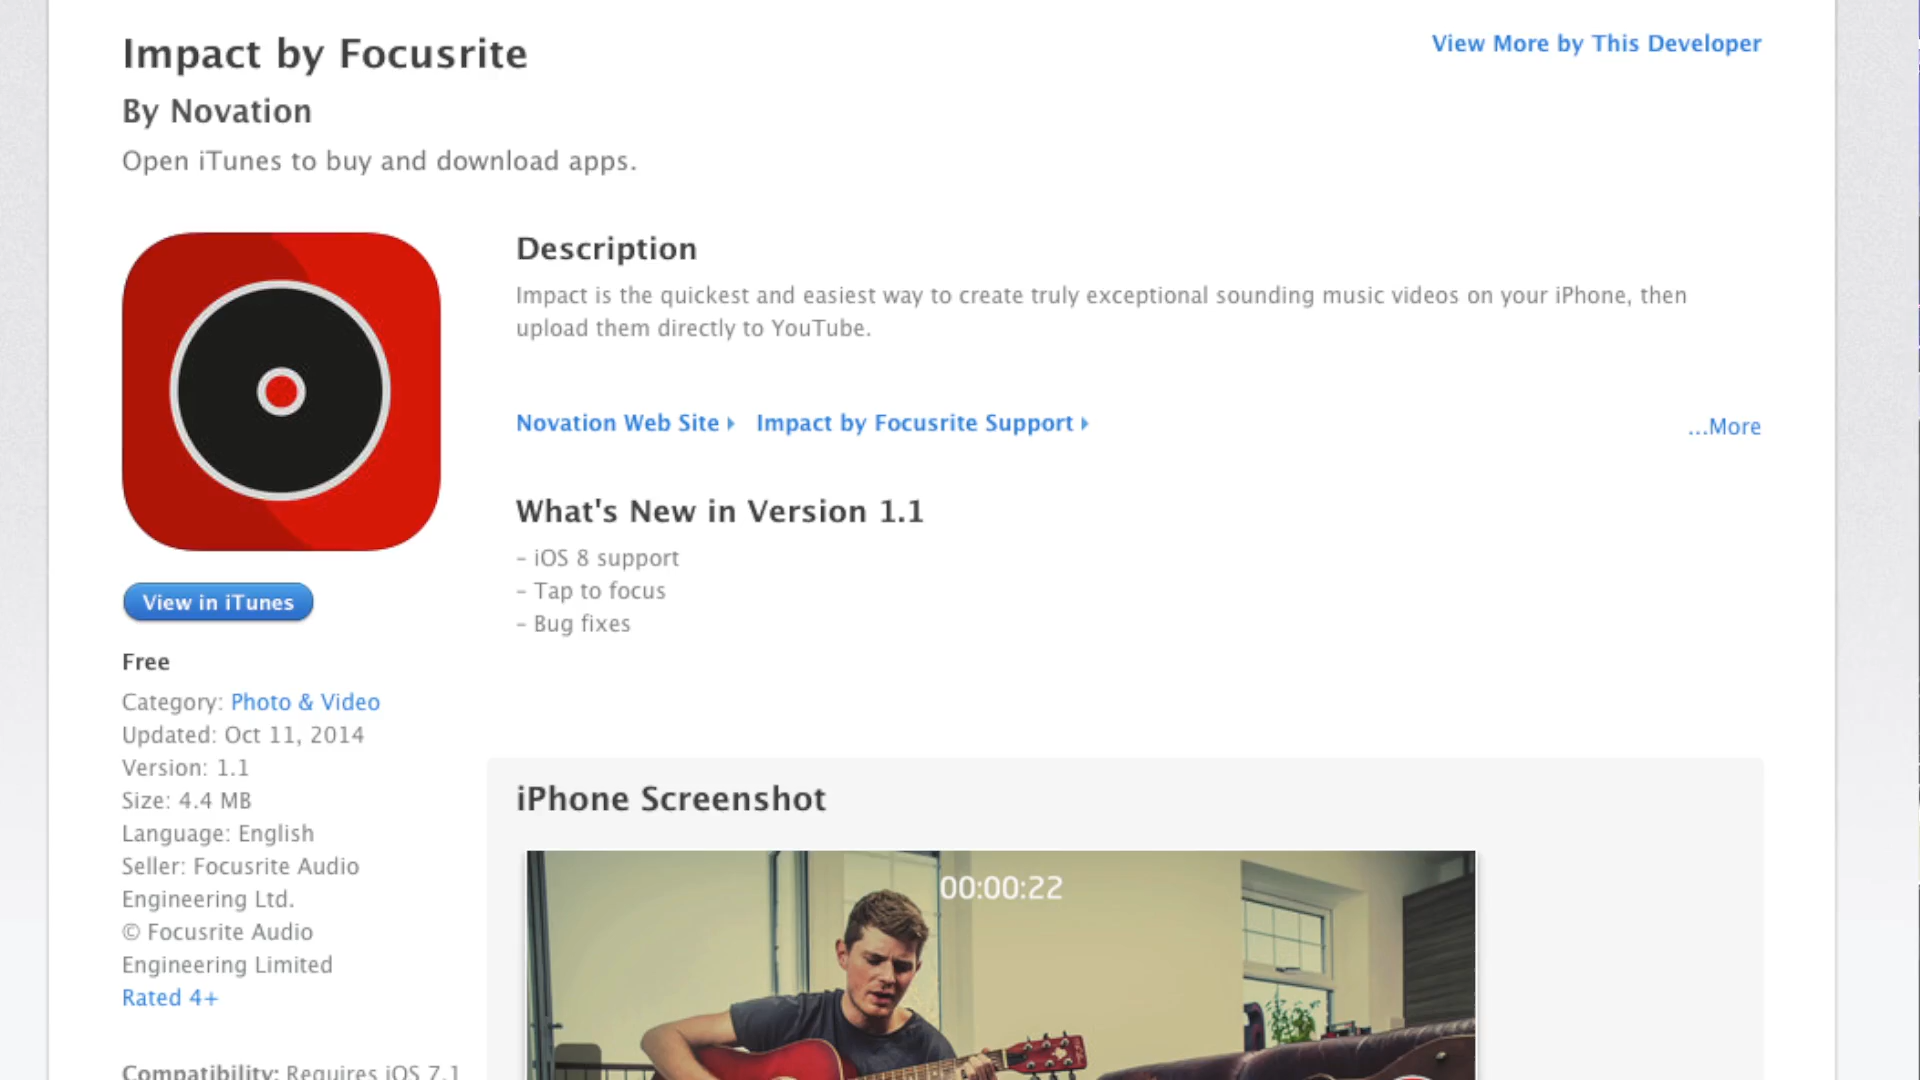 Impact by Focusrite
View More by This Developer
By Novation
Open iTunes to buy and download apps.
Description
Impact is the quickest and easiest way to create truly exceptional sounding music videos on your iPhone, then
upload them directly to YouTube.
Novation Web Site
Impact by Focusrite Support
...More
What's New in Version 1.1
- iOS 8 support
- Tap to focus
- Bug fixes
View in iTunes
Free
Category: Photo & Video
Updated: Oct 11, 2014
Version: 1.1
Size: 4.4 MB
Language: English
Seller: Focusrite Audio
Engineering Ltd.
© Focusrite Audio
Engineering Limited
Rated 4+
Compatibility: Requires iOS 7.1
iPhone Screenshot
00:00:22